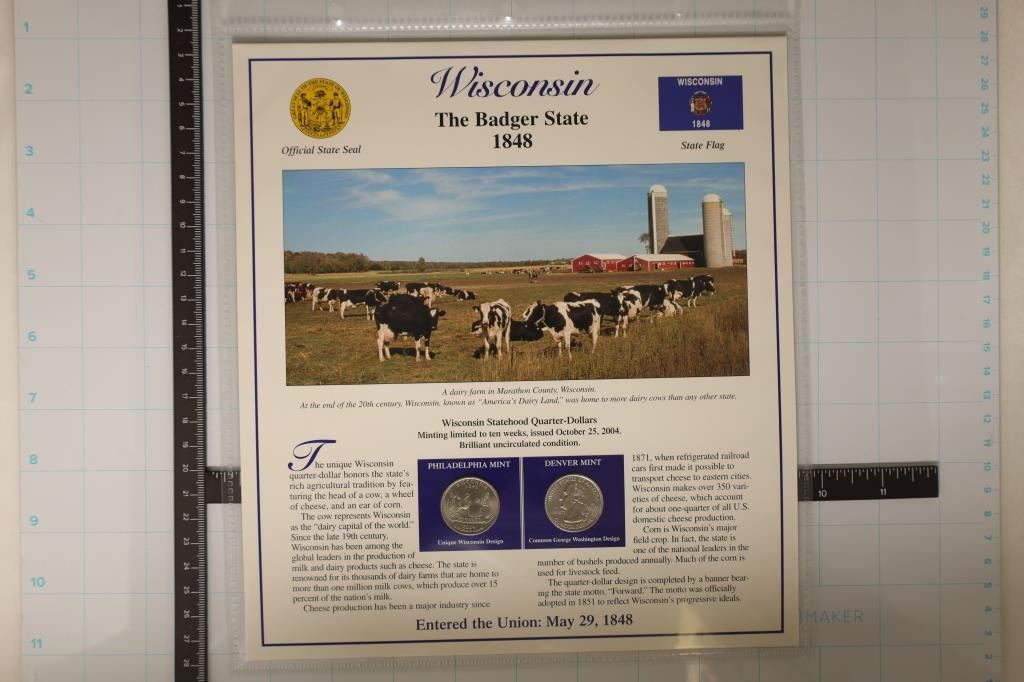 Wisconsin
The Badger State
1848
Official State Seal
WISCONSIN
1848
State Flag
A dairy farm in Marathon County, Wisconsin.
At the end of the 20th century, Wisconsin, known as "America's Dairy Land," was home to more dairy cows than any other state.
Wisconsin Statehood Quarter-Dollars
Minting limited to ten weeks, issued October 25, 2004.
Brilliant uncirculated condition.
The unique Wisconsin
quarter-dollar honors the state's
rich agricultural tradition by fea-
turing the head of a cow, a wheel
of cheese, and an ear of corn.
The cow represents Wisconsin
as the "dairy capital of the world."
Since the late 19th century,
Wisconsin has been among the
global leaders in the production of
milk and dairy products such as cheese. The state is
renowned for its thousands of dairy farms that are home to
more than one million milk cows, which produce over 15
percent of the nation's milk.
Cheese production has been a major industry since
PHILADELPHIA MINT
Unique Wisconsin Design
DENVER MINT
Common George Washington Design
1871, when refrigerated railroad
cars first made it possible to
transport cheese to eastern cities.
Wisconsin makes over 350 vari-
eties of cheese, which account
for about one-quarter of all U.S.
domestic cheese production.
Corn is Wisconsin's major
field crop. In fact, the state is
one of the national leaders in the
number of bushels produced annually. Much of the corn is
used for livestock feed.
The quarter-dollar design is completed by a banner bear-
ing the state motto, "Forward." The motto was officially
adopted in 1851 to reflect Wisconsin's progressive ideals.
Entered the Union: May 29, 1848
MAKER
1
2
3
4
5
6
7
8
9
10
11
10
11